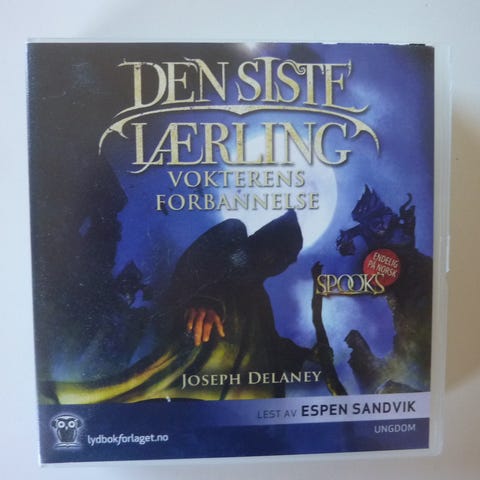 DEN SISTE
LÆRLING
VOKTERENS
FORBANNELSE
ENDELIG
PÅ NORSK
SPOOKS
JOSEPH DELANEY
LEST AV ESPEN SANDVIK
UNGDOM
lydbokforlaget.no